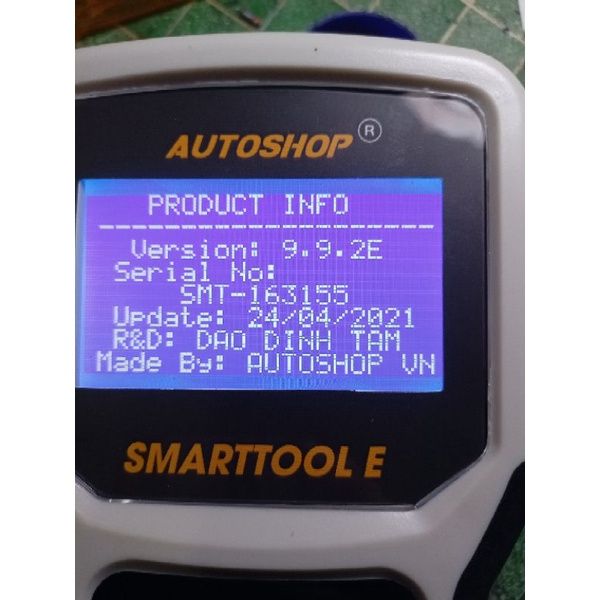 AUTOSHOP ®
PRODUCT INFO
--------------------
Version: 9.9.2E
Serial No:
SMT-163155
Update: 24/04/2021
R&D: DAO DINH TAM
Made By: AUTOSHOP VN
SMARTTOOL E